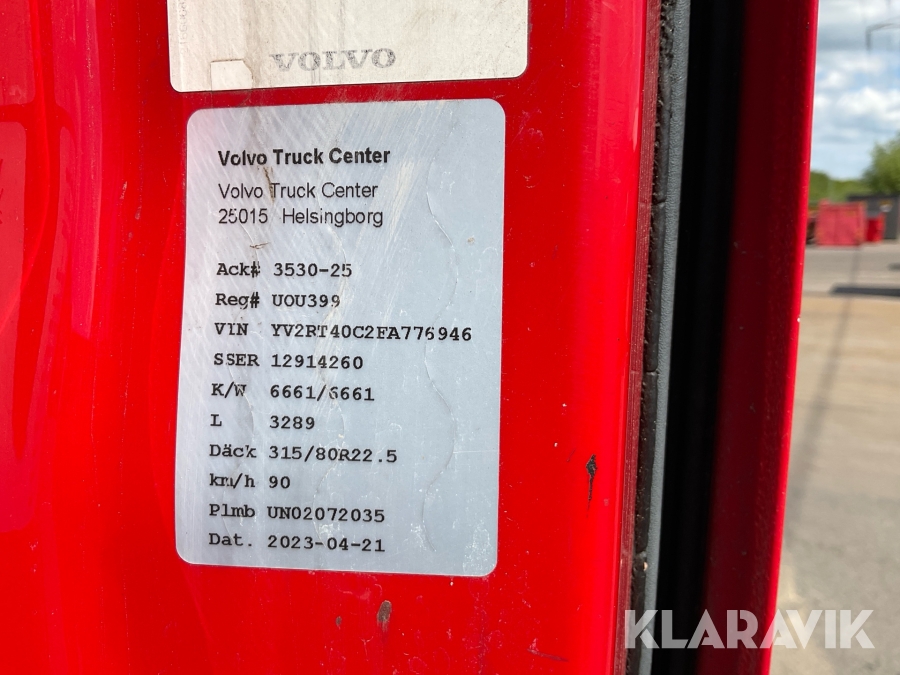 VOLVO
Volvo Truck Center
Volvo Truck Center
25015 Helsingborg
Ack# 3530-25
Reg# UOU399
VIN YV2RT40C2FA776946
SSER 12914260
K/W 6661/6661
L 3289
Däck 315/80R22.5
km/h 90
Plmb UN02072035
Dat. 2023-04-21
KLARAVIK